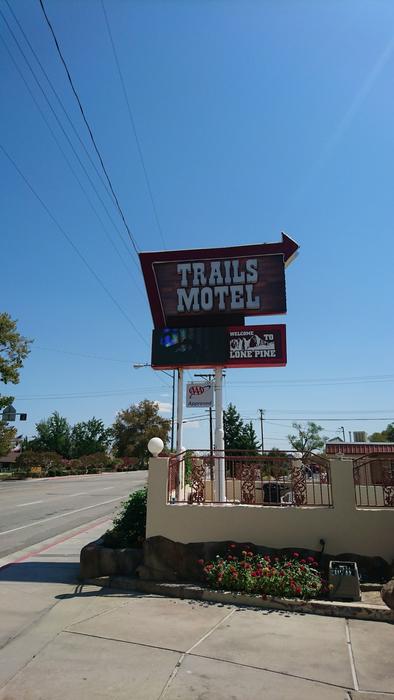 TRAILS
MOTEL
WELCOME TO
LONE PINE
AAA
Approved